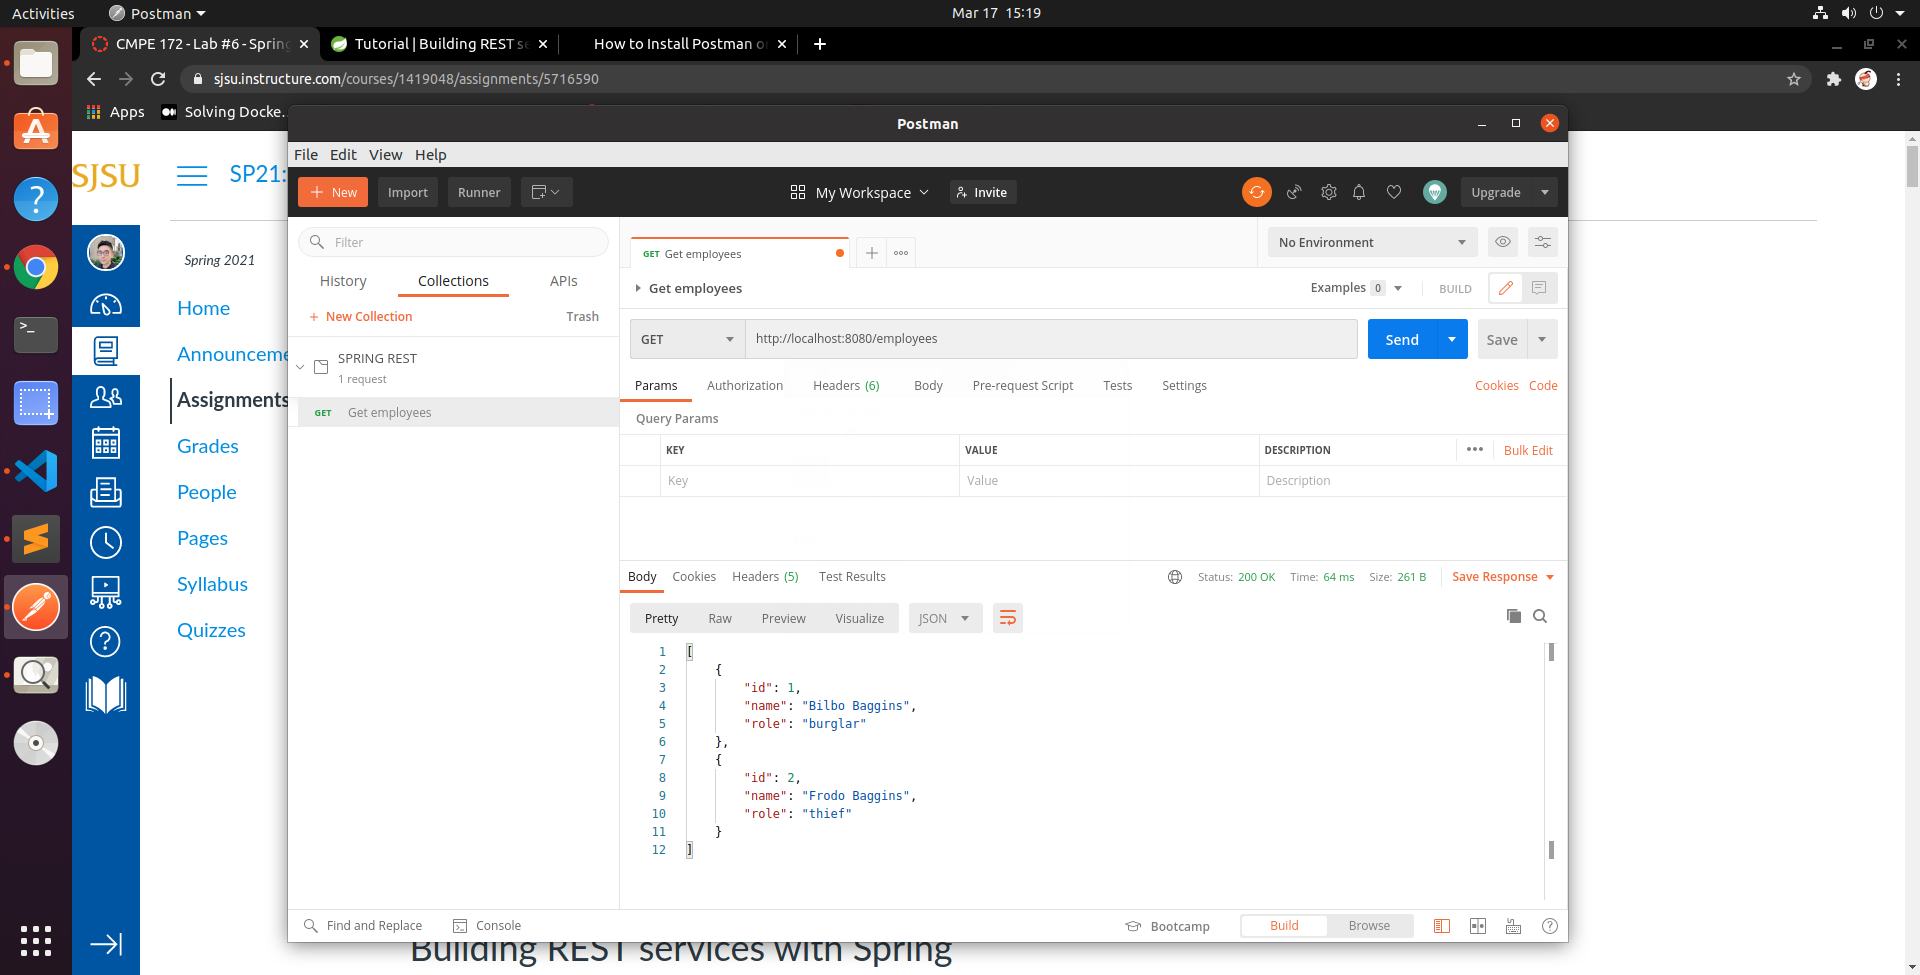 Activities
Postman
Mar 17 15:19
CMPE 172 - Lab #6 - Spring
Tutorial | Building REST se
How to Install Postman o
sjsu.instructure.com/courses/1419048/assignments/5716590
Apps
Solving Docke
Postman
File Edit View Help
New
Import
Runner
My Workspace
Invite
Upgrade
SJSU
SP21:
Spring 2021
Home
Announceme
Assignments
Grades
People
Pages
Syllabus
Quizzes
Filter
History
Collections
APIs
+ New Collection
Trash
SPRING REST
1 request
GET Get employees
GET Get employees
No Environment
Get employees
Examples 0
BUILD
GET
http://localhost:8080/employees
Send
Save
Params
Authorization
Headers (6)
Body
Pre-request Script
Tests
Settings
Cookies
Code
Query Params
KEY
VALUE
DESCRIPTION
Bulk Edit
Key
Value
Description
Body
Cookies
Headers (5)
Test Results
Status: 200 OK
Time: 64 ms
Size: 261 B
Save Response
Pretty
Raw
Preview
Visualize
JSON
1 [
2 {
3 "id": 1,
4 "name": "Bilbo Baggins",
5 "role": "burglar"
6 },
7 {
8 "id": 2,
9 "name": "Frodo Baggins",
10 "role": "thief"
11 }
12 ]
Find and Replace
Console
Bootcamp
Build
Browse
Building REST services with Spring